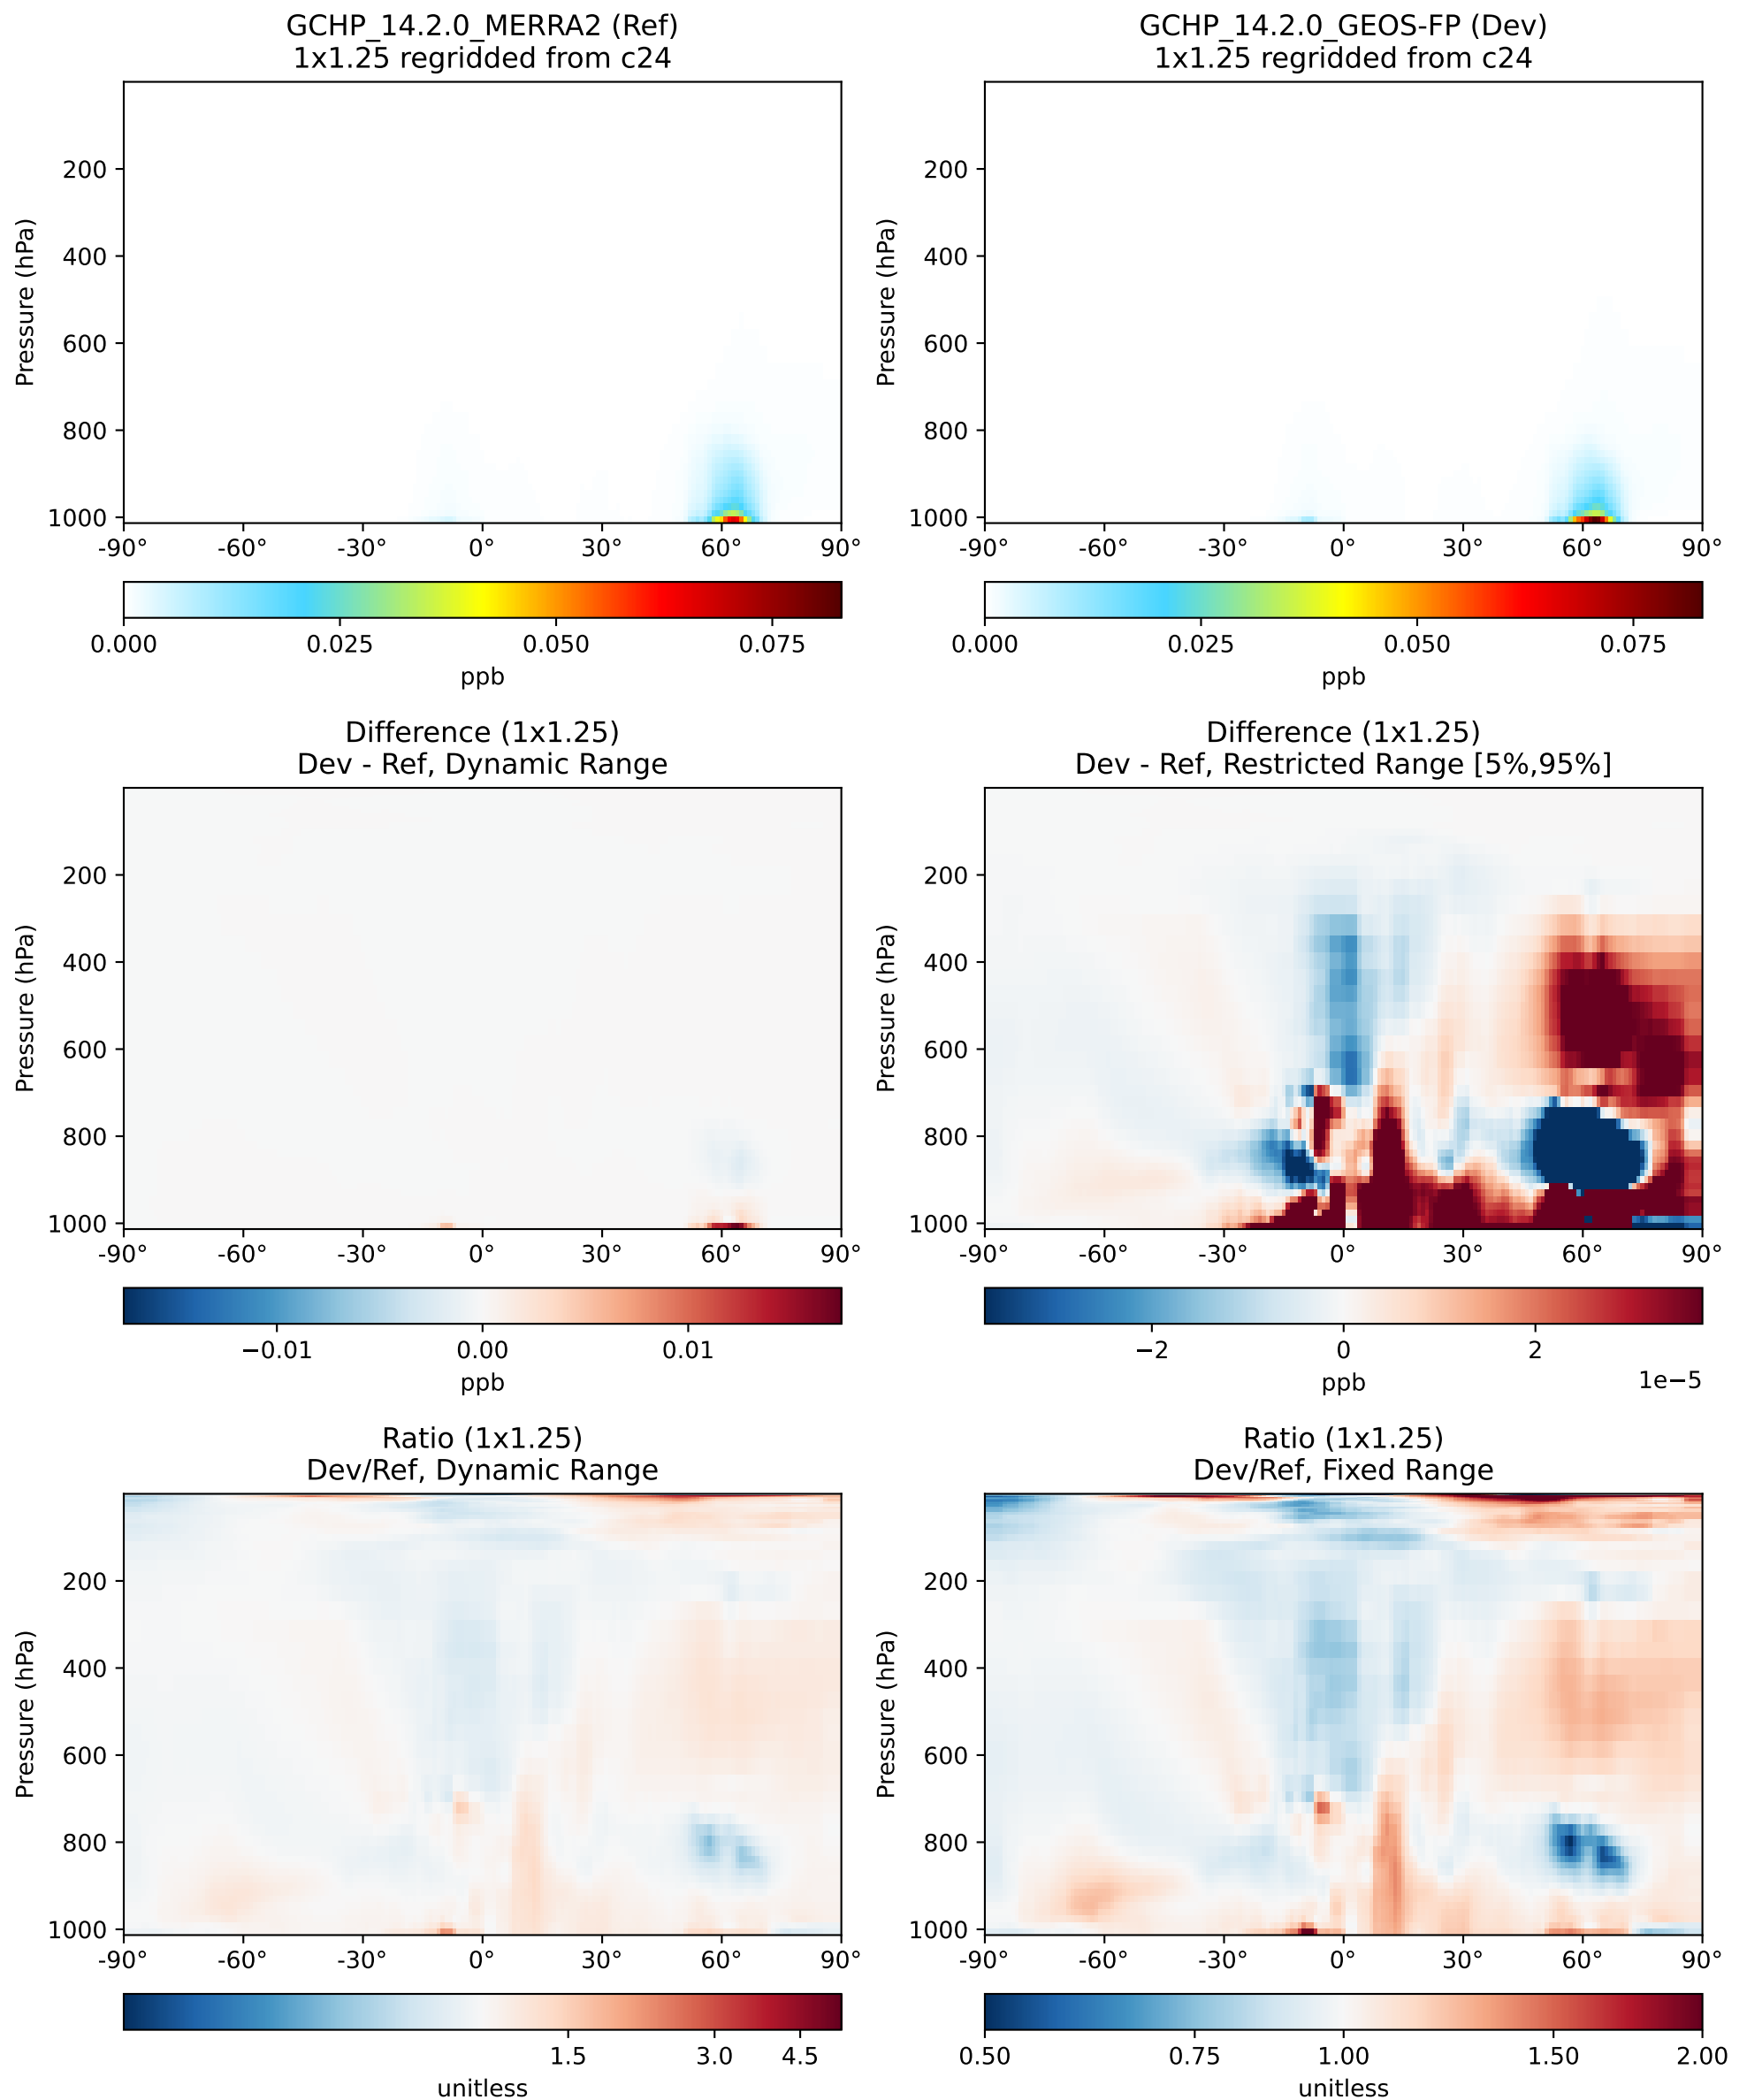 GCHP_14.2.0_MERRA2 (Ref)
1x1.25 regridded from c24
Pressure (hPa)
200
400
600
800
1000
-90° -60° -30° 0° 30° 60° 90°
0.000 0.025 0.050 0.075
ppb
GCHP_14.2.0_GEOS-FP (Dev)
1x1.25 regridded from c24
Pressure (hPa)
200
400
600
800
1000
-90° -60° -30° 0° 30° 60° 90°
0.000 0.025 0.050 0.075
ppb
Difference (1x1.25)
Dev - Ref, Dynamic Range
Pressure (hPa)
200
400
600
800
1000
-90° -60° -30° 0° 30° 60° 90°
−0.01 0.00 0.01
ppb
Difference (1x1.25)
Dev - Ref, Restricted Range [5%,95%]
Pressure (hPa)
200
400
600
800
1000
-90° -60° -30° 0° 30° 60° 90°
−2 0 2
ppb
1e−5
Ratio (1x1.25)
Dev/Ref, Dynamic Range
Pressure (hPa)
200
400
600
800
1000
-90° -60° -30° 0° 30° 60° 90°
1.5 3.0 4.5
unitless
Ratio (1x1.25)
Dev/Ref, Fixed Range
Pressure (hPa)
200
400
600
800
1000
-90° -60° -30° 0° 30° 60° 90°
0.50 0.75 1.00 1.50 2.00
unitless